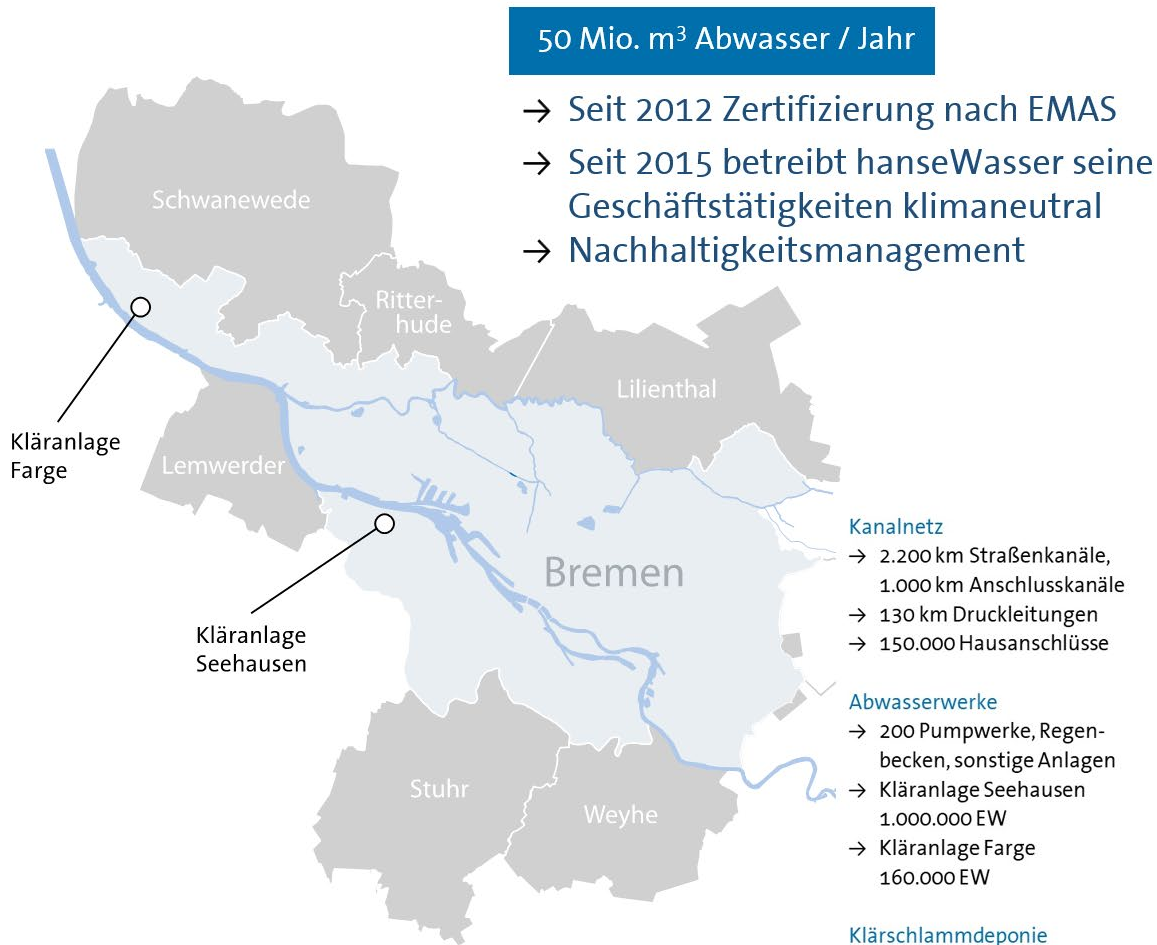 50 Mio. m³ Abwasser / Jahr
→ Seit 2012 Zertifizierung nach EMAS
→ Seit 2015 betreibt hanseWasser seine
Geschäftstätigkeiten klimaneutral
→ Nachhaltigkeitsmanagement
Schwanewede
Ritter-
hude
Lilienthal
Kläranlage
Farge
Lemwerder
Bremen
Kläranlage
Seehausen
Stuhr
Weyhe
Kanalnetz
→ 2.200 km Straßenkanäle,
1.000 km Anschlusskanäle
→ 130 km Druckleitungen
→ 150.000 Hausanschlüsse
Abwasserwerke
→ 200 Pumpwerke, Regen-
becken, sonstige Anlagen
→ Kläranlage Seehausen
1.000.000 EW
→ Kläranlage Farge
160.000 EW
Klärschlammdeponie